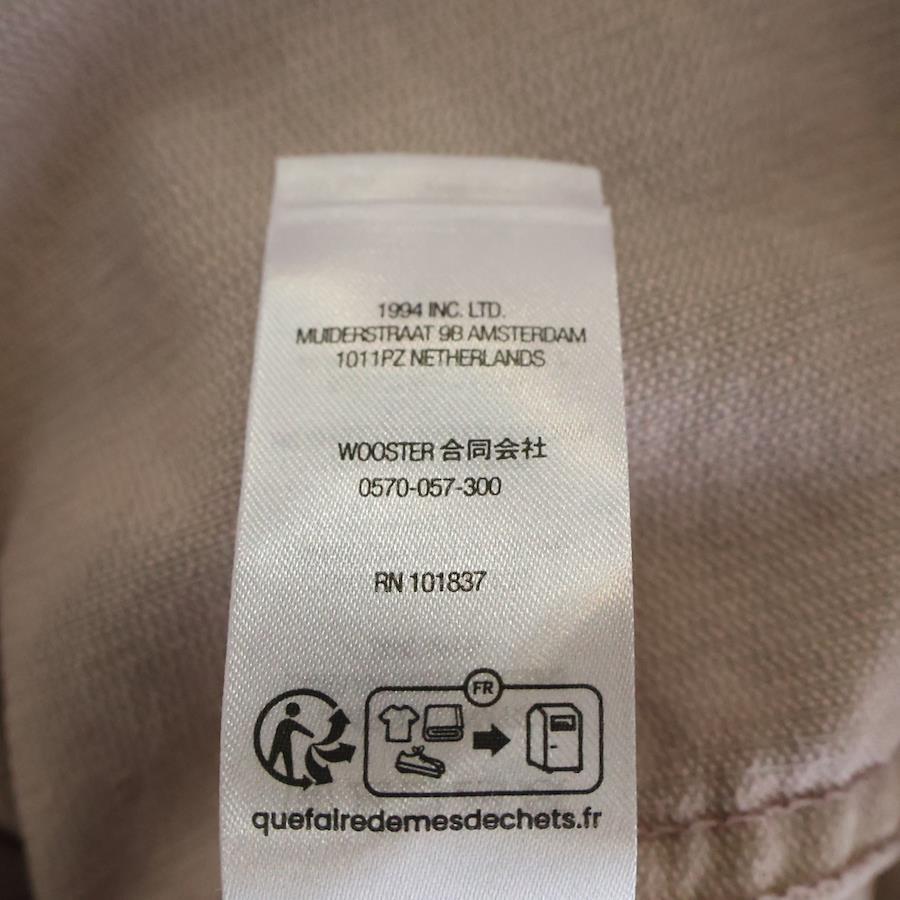 1994 INC. LTD.
MUIDERSTRAAT 9B AMSTERDAM
1011PZ NETHERLANDS
WOOSTER 合同会社
0570-057-300
RN 101837
FR
quefairedemesdechets.fr